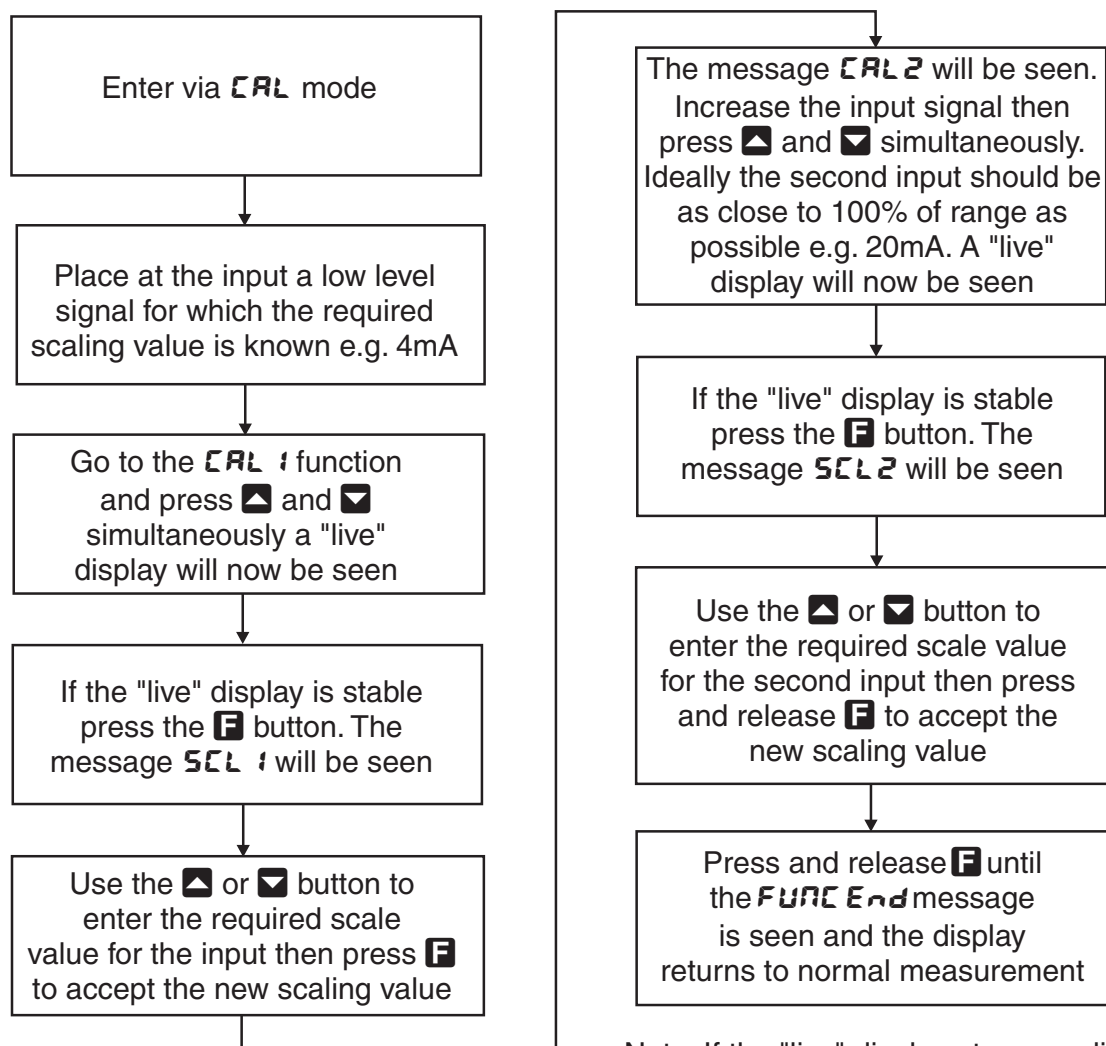 Enter via CAL mode
Place at the input a low level
signal for which the required
scaling value is known e.g. 4mA
Go to the CAL 1 function
and press ▲ and ▼
simultaneously a "live"
display will now be seen
If the "live" display is stable
press the F button. The
message SCL 1 will be seen
Use the ▲ or ▼ button to
enter the required scale
value for the input then press F
to accept the new scaling value
The message CAL2 will be seen.
Increase the input signal then
press ▲ and ▼ simultaneously.
Ideally the second input should be
as close to 100% of range as
possible e.g. 20mA. A "live"
display will now be seen
If the "live" display is stable
press the F button. The
message SCL2 will be seen
Use the ▲ or ▼ button to
enter the required scale value
for the second input then press
and release F to accept the
new scaling value
Press and release F until
the FUNC End message
is seen and the display
returns to normal measurement